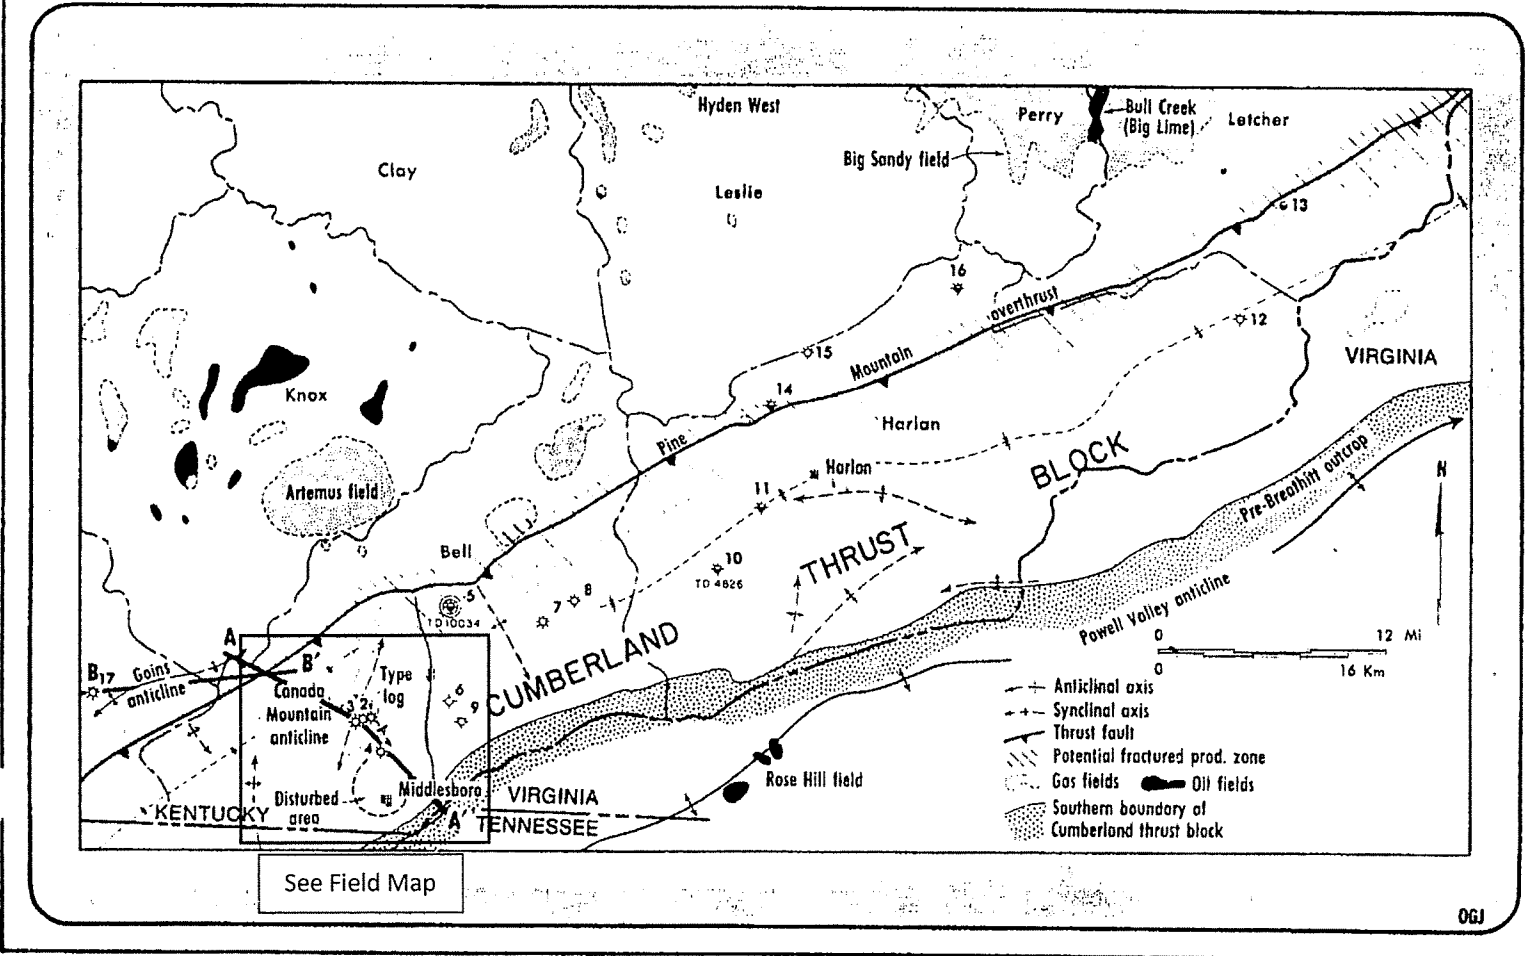 Hyden West
Perry
Bull Creek
(Big Lime)
Letcher
Clay
Big Sandy field
Leslie
13
16
overthrust
12
15
VIRGINIA
Mountain
14
Knox
Harlan
Pine
BLOCK
Harlan
Pre-Breathitt outcrop
N
Artemus field
11
THRUST
Bell
10
TD 4826
5
8
7
Powell Valley anticline
0
12 Mi
0
16 Km
CUMBERLAND
A
B'
B
17
Goins
anticline
Type
log
Canada
Mountain
anticline
6
9
3
2
1
4
Anticlinal axis
Synclinal axis
Thrust fault
Potential fractured prod. zone
Gas fields
Oil fields
Southern boundary of
Cumberland thrust block
Rose Hill field
Middlesboro
Disturbed
area
KENTUCKY
VIRGINIA
A'
TENNESSEE
See Field Map
OGJ